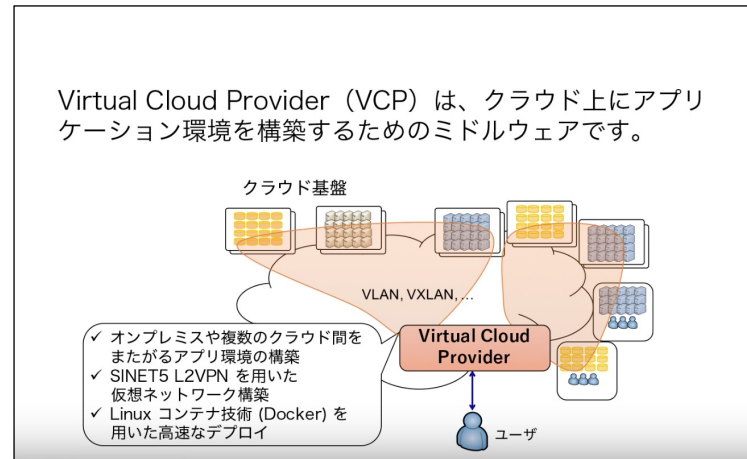 Virtual Cloud Provider（VCP）は、クラウド上にアプリ
ケーション環境を構築するためのミドルウェアです。
クラウド基盤
VLAN, VXLAN, ...
Virtual Cloud
Provider
✓ オンプレミスや複数のクラウド間を
またがるアプリ環境の構築
✓ SINET5 L2VPN を用いた
仮想ネットワーク構築
✓ Linux コンテナ技術 (Docker) を
用いた高速なデプロイ
ユーザ